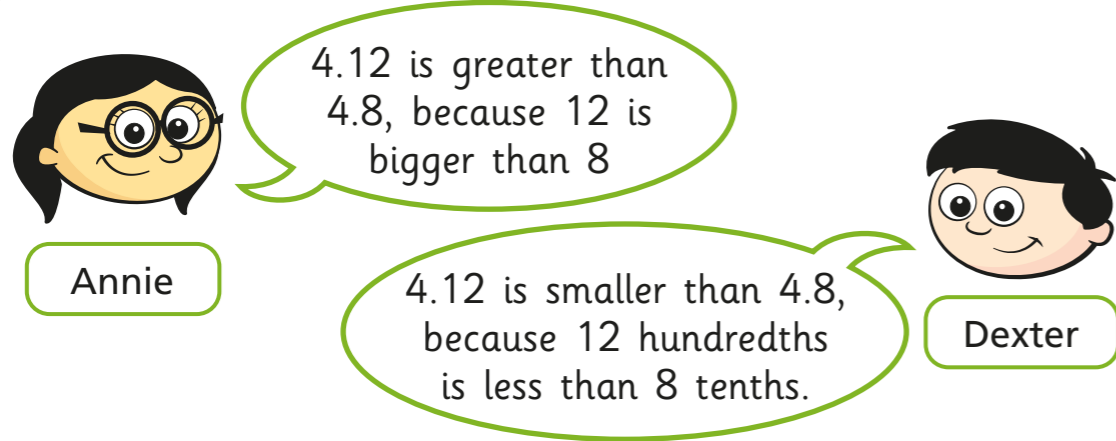 4.12 is greater than
4.8, because 12 is
bigger than 8
Annie
4.12 is smaller than 4.8,
because 12 hundredths
is less than 8 tenths.
Dexter